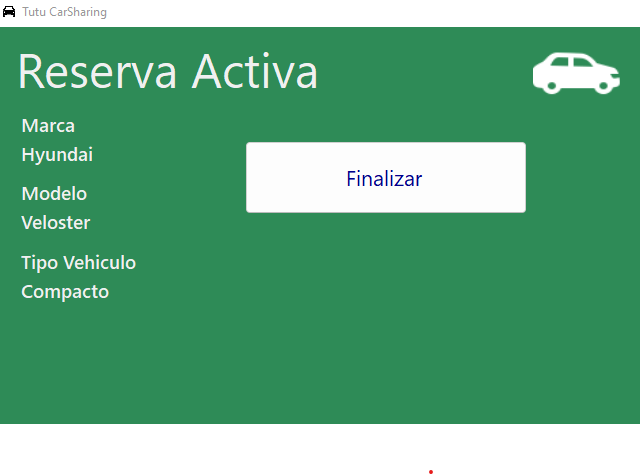 Tutu CarSharing
Reserva Activa
Marca
Hyundai
Finalizar
Modelo
Veloster
Tipo Vehiculo
Compacto